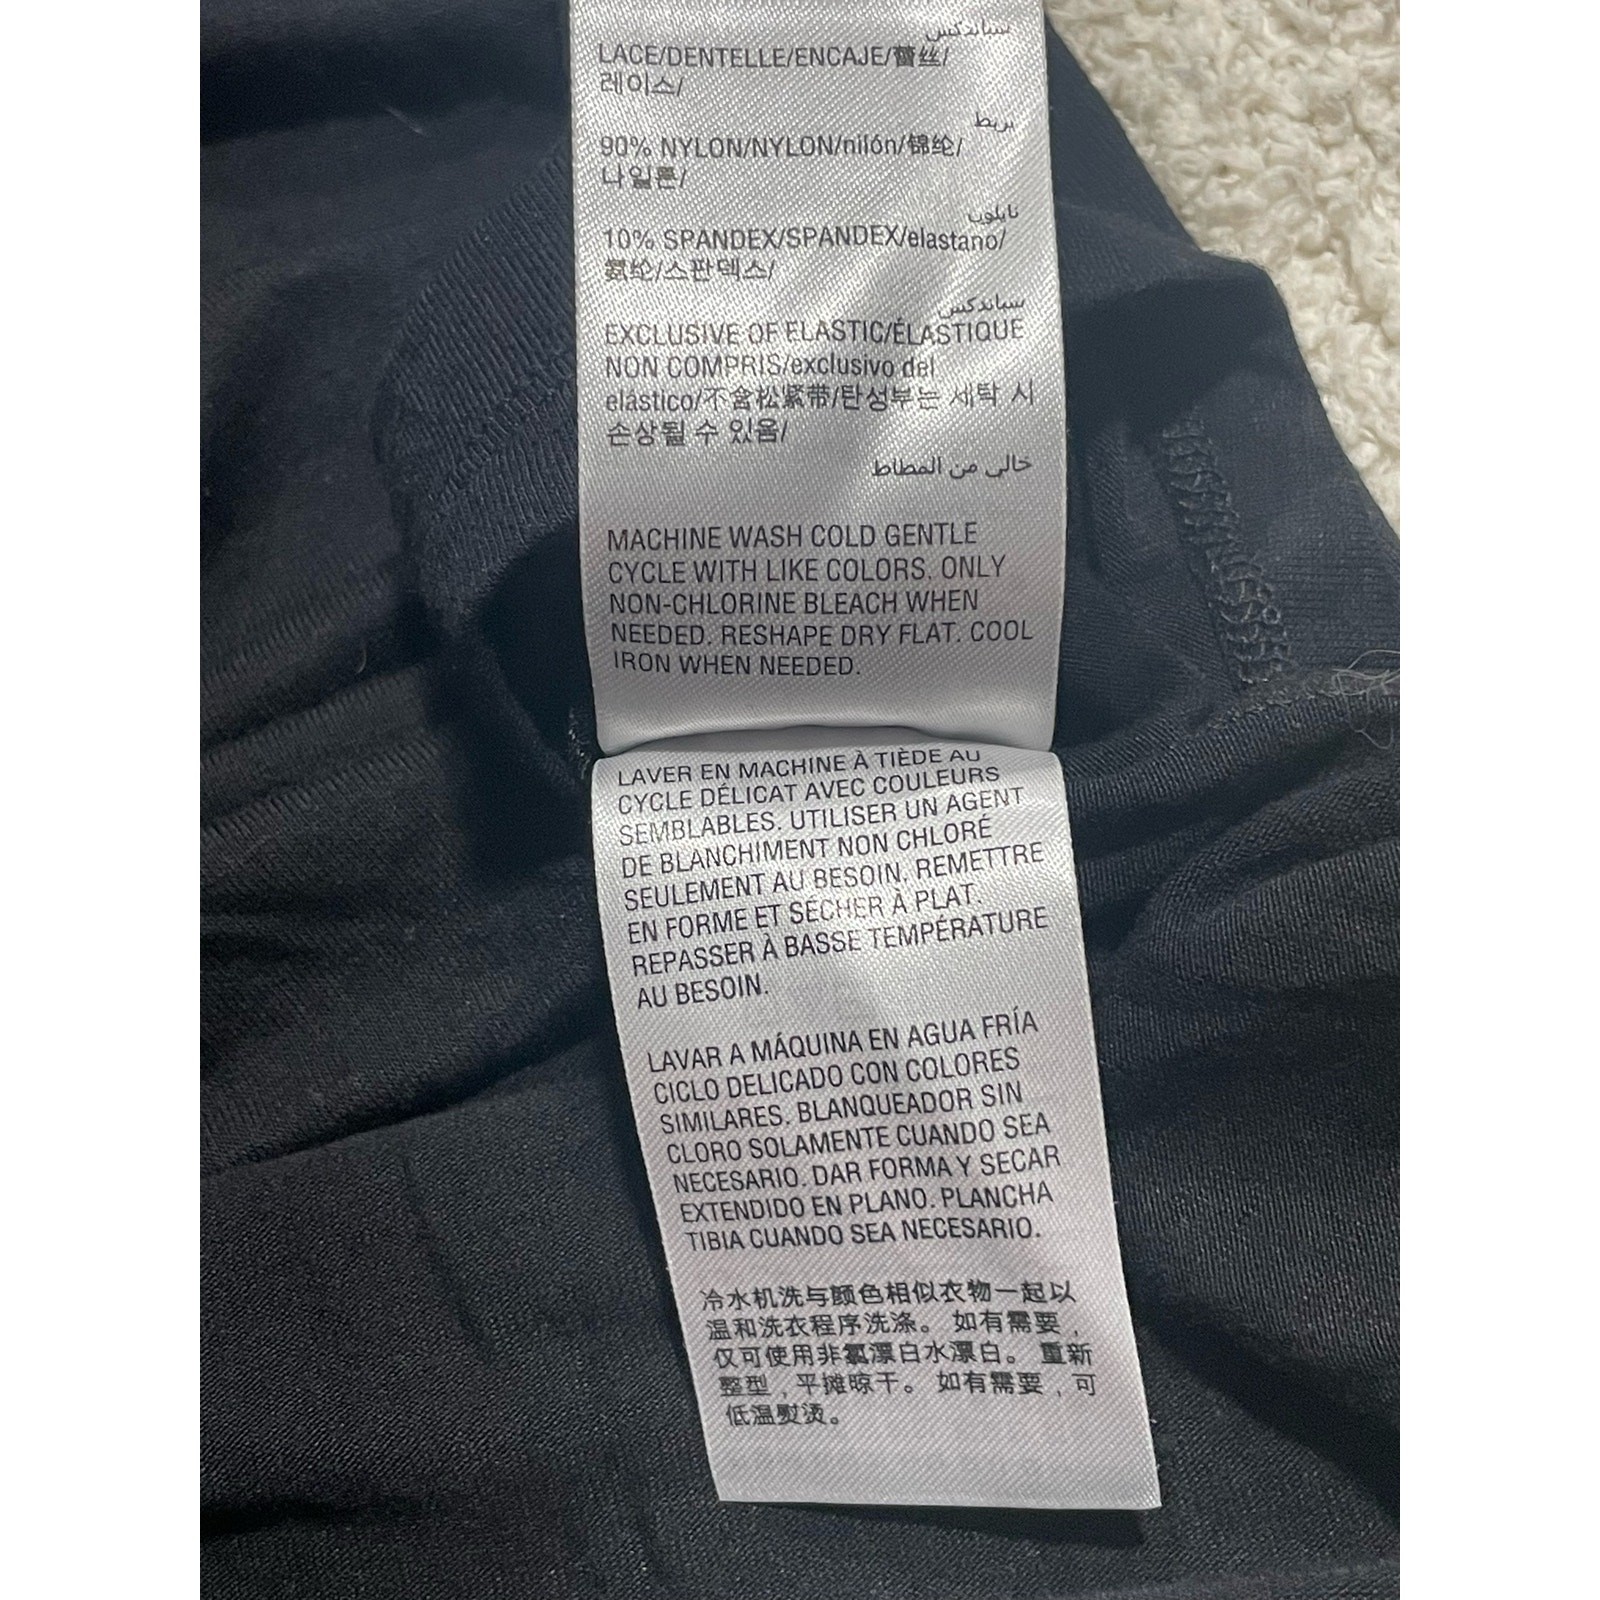 سباندكس
LACE/DENTELLE/ENCAJE/蕾丝/
레이스/
بربط
90% NYLON/NYLON/nilón/锦纶/
나일론/
نايلون
10% SPANDEX/SPANDEX/elastano/
氨纶/스판덱스/
سباندكس
EXCLUSIVE OF ELASTIC/ÉLASTIQUE
NON COMPRIS/exclusivo del
elástico/不含松紧带/탄성부는 세탁 시
손상될 수 있음/
خالي من المطاط
MACHINE WASH COLD GENTLE
CYCLE WITH LIKE COLORS. ONLY
NON-CHLORINE BLEACH WHEN
NEEDED. RESHAPE DRY FLAT. COOL
IRON WHEN NEEDED.
LAVER EN MACHINE À TIÈDE AU
CYCLE DÉLICAT AVEC COULEURS
SEMBLABLES. UTILISER UN AGENT
DE BLANCHIMENT NON CHLORÉ
SEULEMENT AU BESOIN. REMETTRE
EN FORME ET SÉCHER À PLAT.
REPASSER À BASSE TEMPÉRATURE
AU BESOIN.
LAVAR A MÁQUINA EN AGUA FRÍA
CICLO DELICADO CON COLORES
SIMILARES. BLANQUEADOR SIN
CLORO SOLAMENTE CUANDO SEA
NECESARIO. DAR FORMA Y SECAR
EXTENDIDO EN PLANO. PLANCHA
TIBIA CUANDO SEA NECESARIO.
冷水机洗与颜色相似衣物一起以
温和洗衣程序洗涤。 如有需要，
仅可使用非氯漂白水漂白。 重新
整型，平摊晾干。 如有需要，可
低温熨烫。